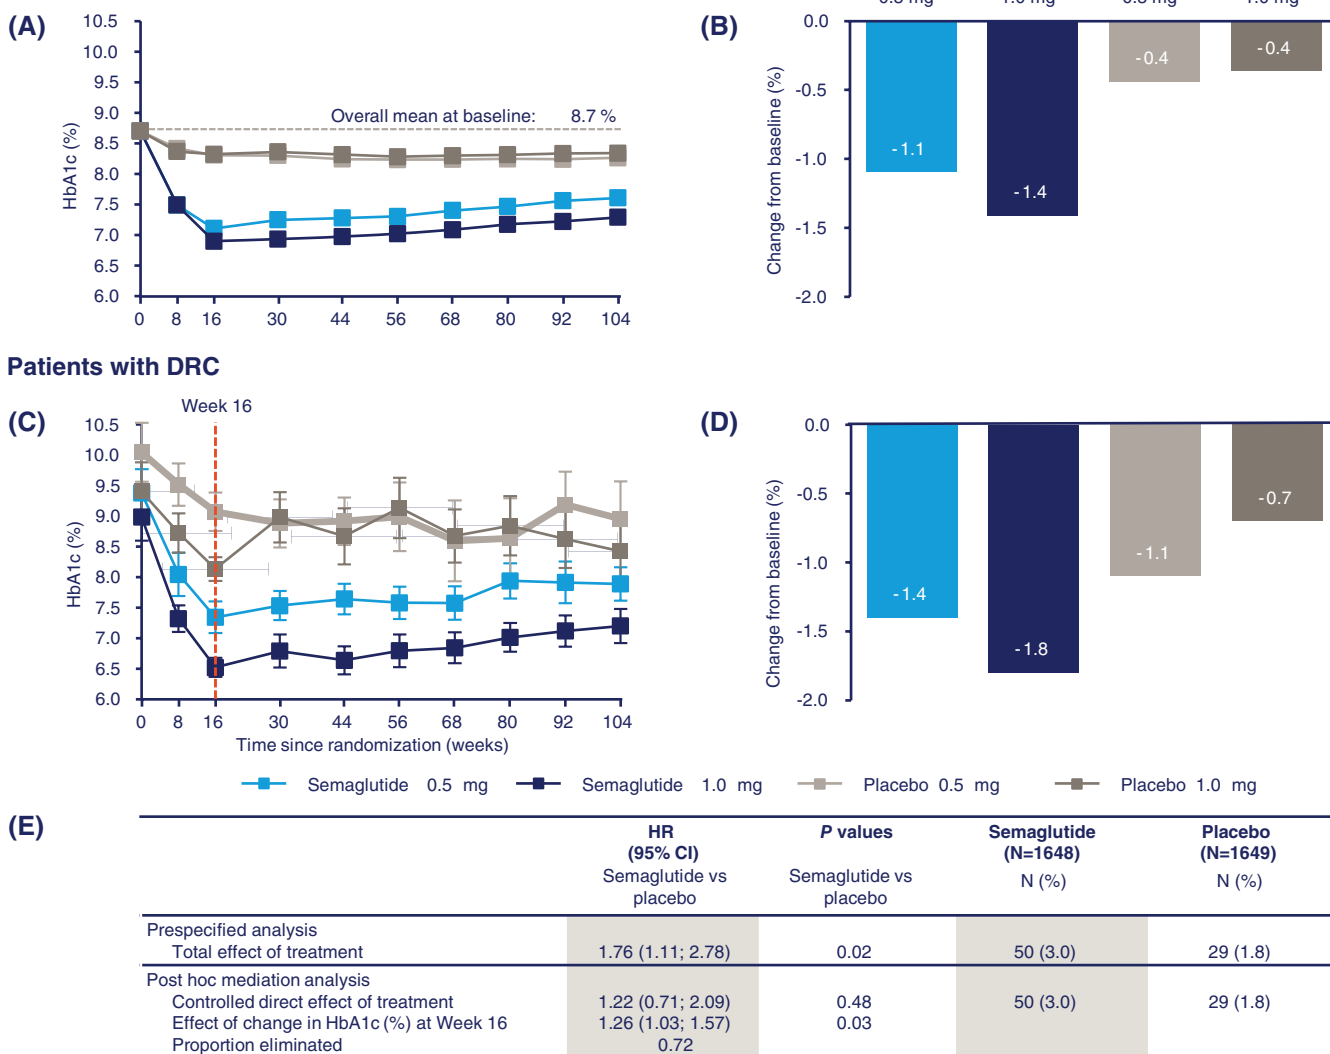 (A)
10.5
10.0
9.5
9.0
8.5
8.0
7.5
7.0
6.5
6.0
HbA1c (%)
Overall mean at baseline: 8.7 %
0 8 16 30 44 56 68 80 92 104
(B)
0.0
-0.5
-1.0
-1.5
-2.0
Change from baseline (%)
-1.1
-1.4
-0.4
-0.4
Patients with DRC
(C)
Week 16
10.5
10.0
9.5
9.0
8.5
8.0
7.5
7.0
6.5
6.0
HbA1c (%)
0 8 16 30 44 56 68 80 92 104
Time since randomization (weeks)
(D)
0.0
-0.5
-1.0
-1.5
-2.0
Change from baseline (%)
-1.4
-1.8
-1.1
-0.7
Semaglutide 0.5 mg Semaglutide 1.0 mg Placebo 0.5 mg Placebo 1.0 mg
(E)
HR P values Semaglutide Placebo
(95% CI) (N=1648) (N=1649)
Semaglutide vs Semaglutide vs N (%) N (%)
placebo placebo
Prespecified analysis
Total effect of treatment 1.76 (1.11; 2.78) 0.02 50 (3.0) 29 (1.8)
Post hoc mediation analysis
Controlled direct effect of treatment 1.22 (0.71; 2.09) 0.48 50 (3.0) 29 (1.8)
Effect of change in HbA1c (%) at Week 16 1.26 (1.03; 1.57) 0.03
Proportion eliminated 0.72